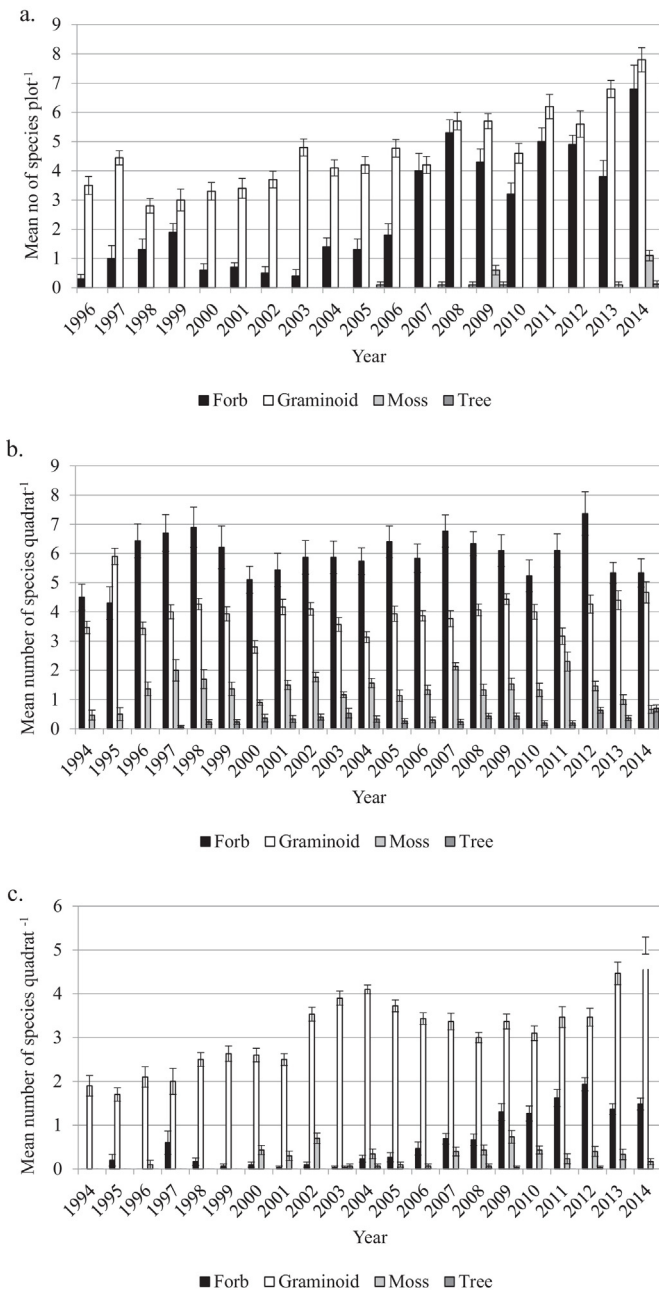 a.
Mean no of species plot-1
9
8
7
6
5
4
3
2
1
0
1996 1997 1998 1999 2000 2001 2002 2003 2004 2005 2006 2007 2008 2009 2010 2011 2012 2013 2014
Year
Forb Graminoid Moss Tree
b.
Mean number of species quadrat-1
9
8
7
6
5
4
3
2
1
0
1994 1995 1996 1997 1998 1999 2000 2001 2002 2003 2004 2005 2006 2007 2008 2009 2010 2011 2012 2013 2014
Year
Forb Graminoid Moss Tree
c.
Mean number of species quadrat -1
6
5
4
3
2
1
0
1994 1995 1996 1997 1998 1999 2000 2001 2002 2003 2004 2005 2006 2007 2008 2009 2010 2011 2012 2013 2014
Year
Forb Graminoid Moss Tree